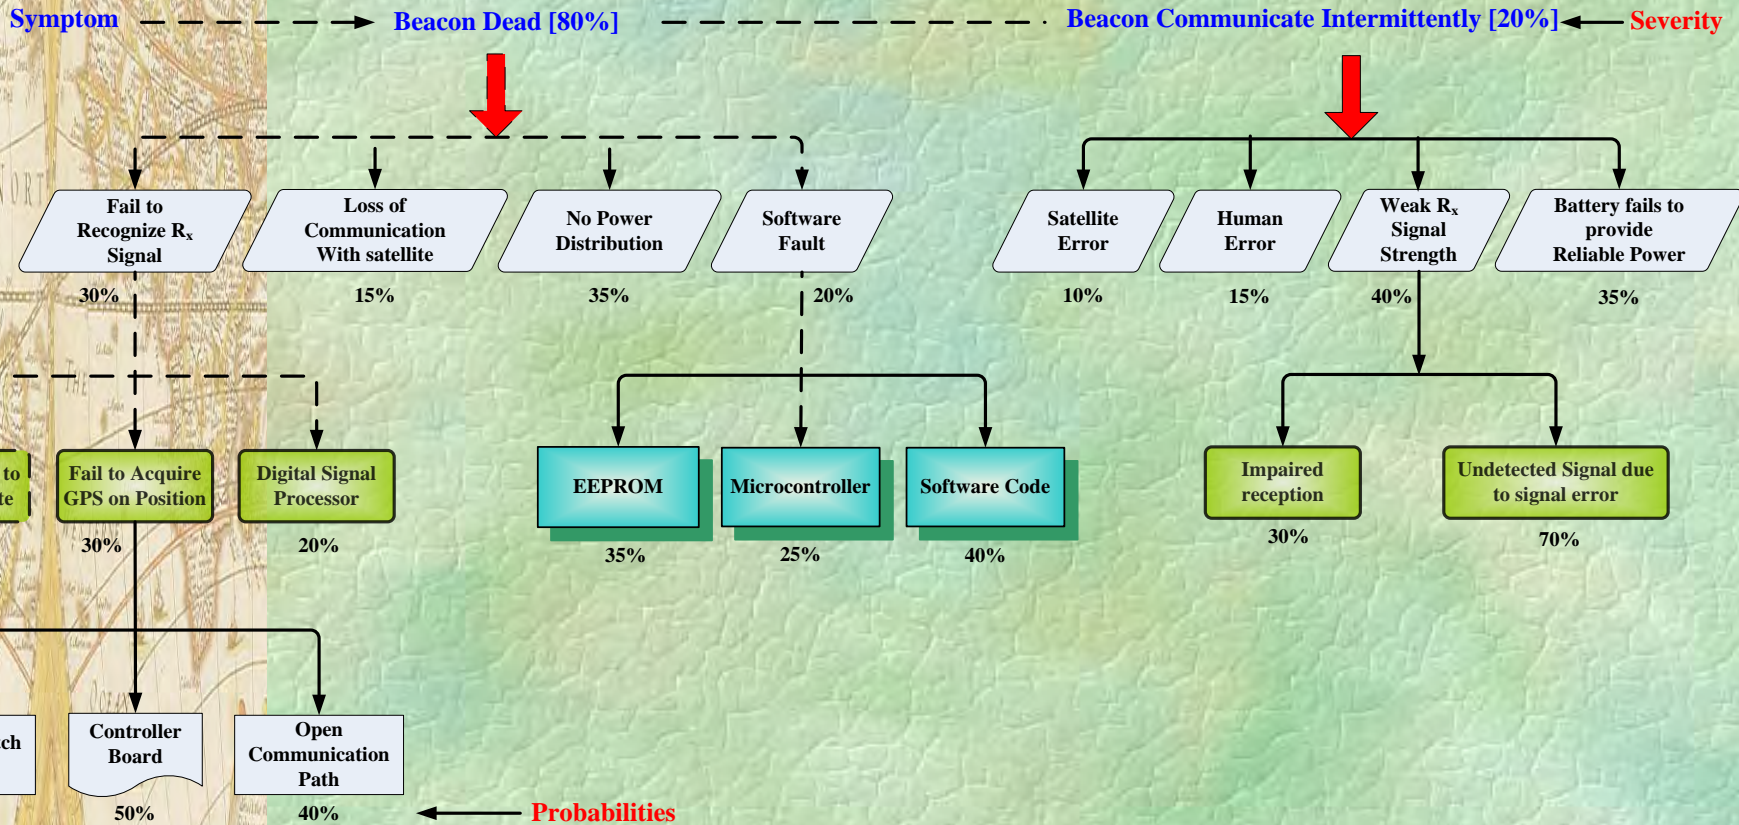 Symptom
Beacon Dead [80%]
Beacon Communicate Intermittently [20%]
Severity
Fail to
Recognize Rx
Signal
30%
Loss of
Communication
With satellite
15%
No Power
Distribution
35%
Software
Fault
20%
Satellite
Error
10%
Human
Error
15%
Weak Rx
Signal
Strength
40%
Battery fails to
provide
Reliable Power
35%
to
Fail to Acquire
GPS on Position
30%
Digital Signal
Processor
20%
EEPROM
35%
Microcontroller
25%
Software Code
40%
Impaired
reception
30%
Undetected Signal due
to signal error
70%
Controller
Board
50%
Open
Communication
Path
40%
Probabilities